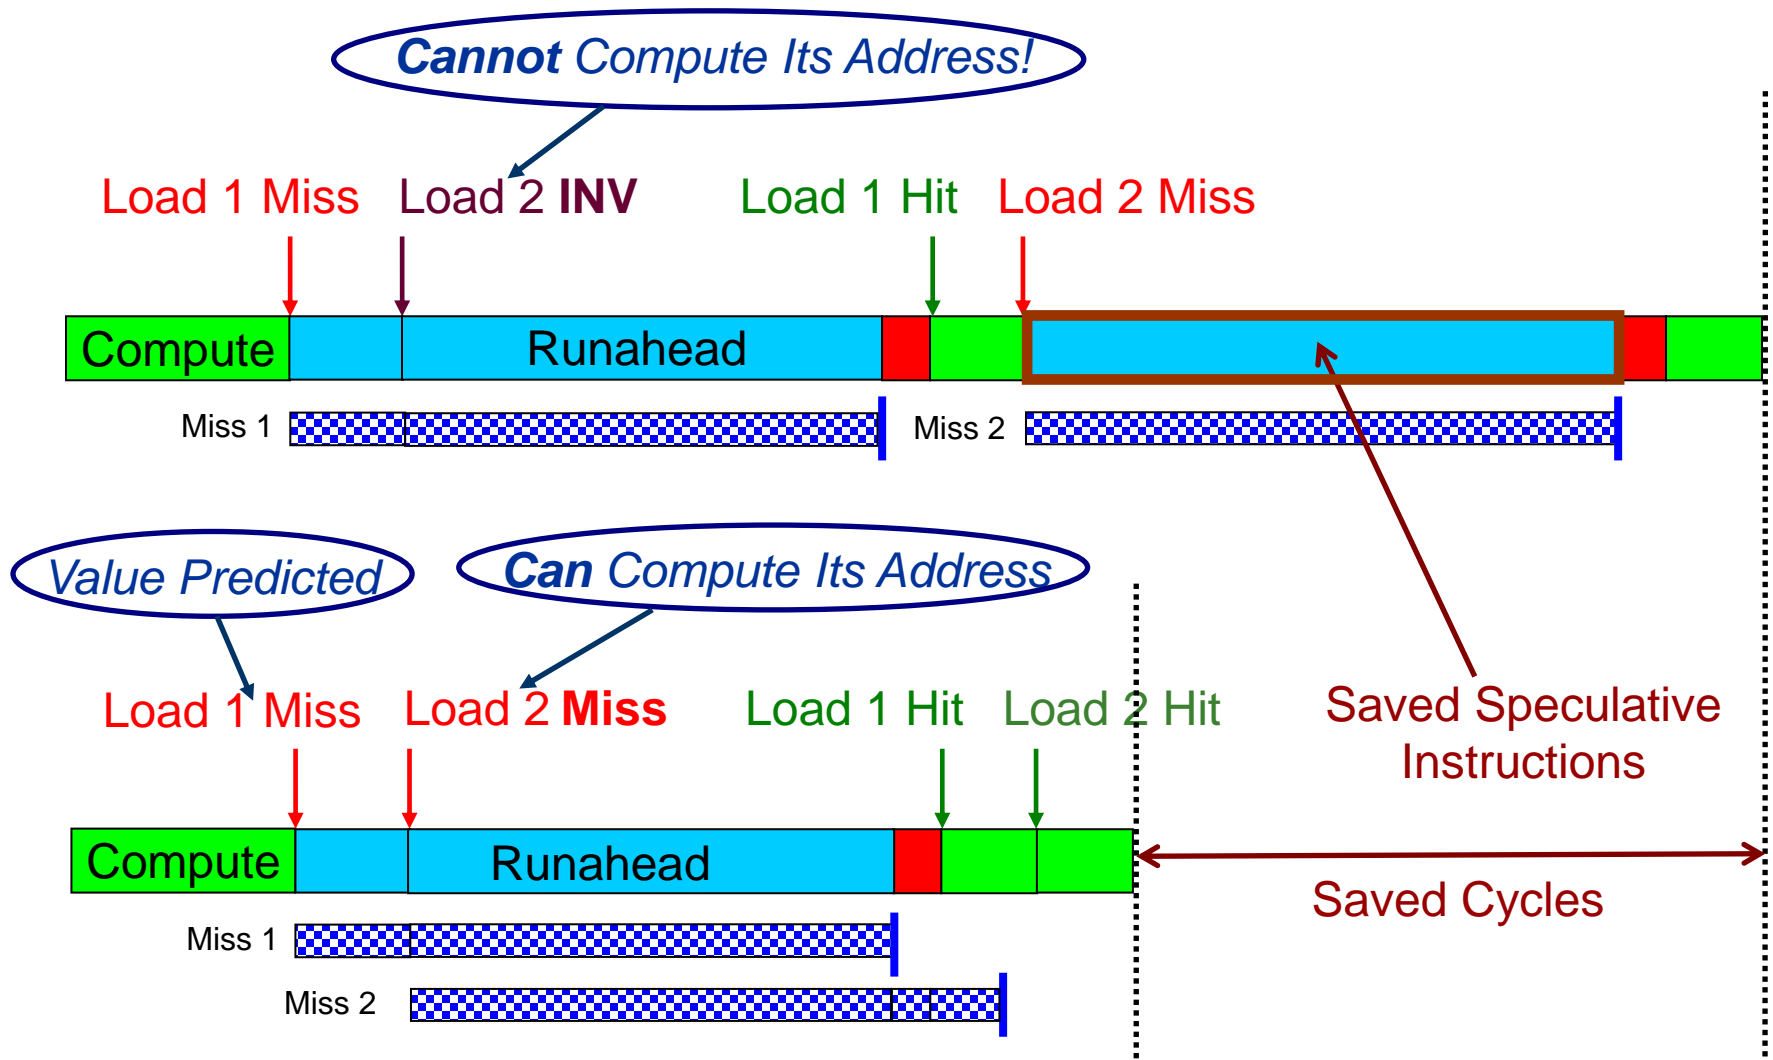 Cannot Compute Its Address!
Load 1 Miss Load 2 INV Load 1 Hit Load 2 Miss
Compute Runahead
Miss 1 Miss 2
Value Predicted Can Compute Its Address
Load 1 Miss Load 2 Miss Load 1 Hit Load 2 Hit
Saved Speculative
Instructions
Compute Runahead
Saved Cycles
Miss 1
Miss 2